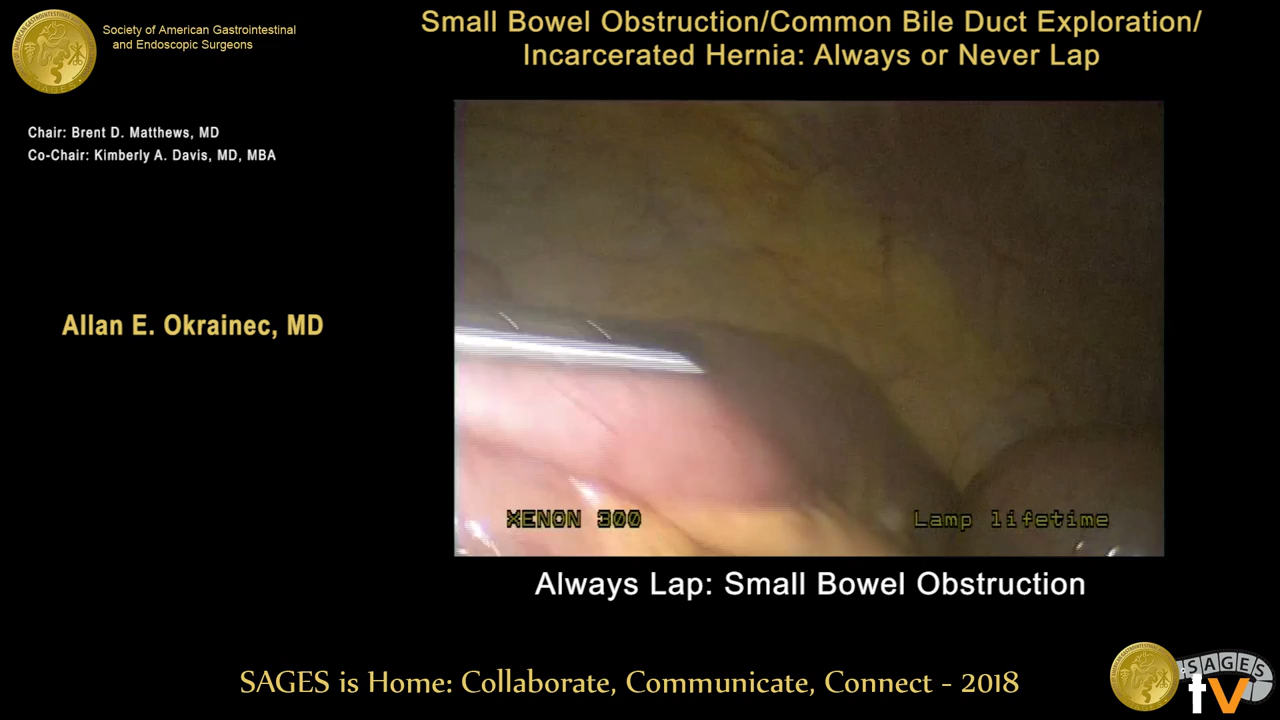 Society of American Gastrointestinal
and Endoscopic Surgeons
Small Bowel Obstruction/Common Bile Duct Exploration/
Incarcerated Hernia: Always or Never Lap
Chair: Brent D. Matthews, MD
Co-Chair: Kimberly A. Davis, MD, MBA
Allan E. Okrainec, MD
XENON 300
Lamp lifetime
Always Lap: Small Bowel Obstruction
SAGES is Home: Collaborate, Communicate, Connect - 2018
SAGES
tv